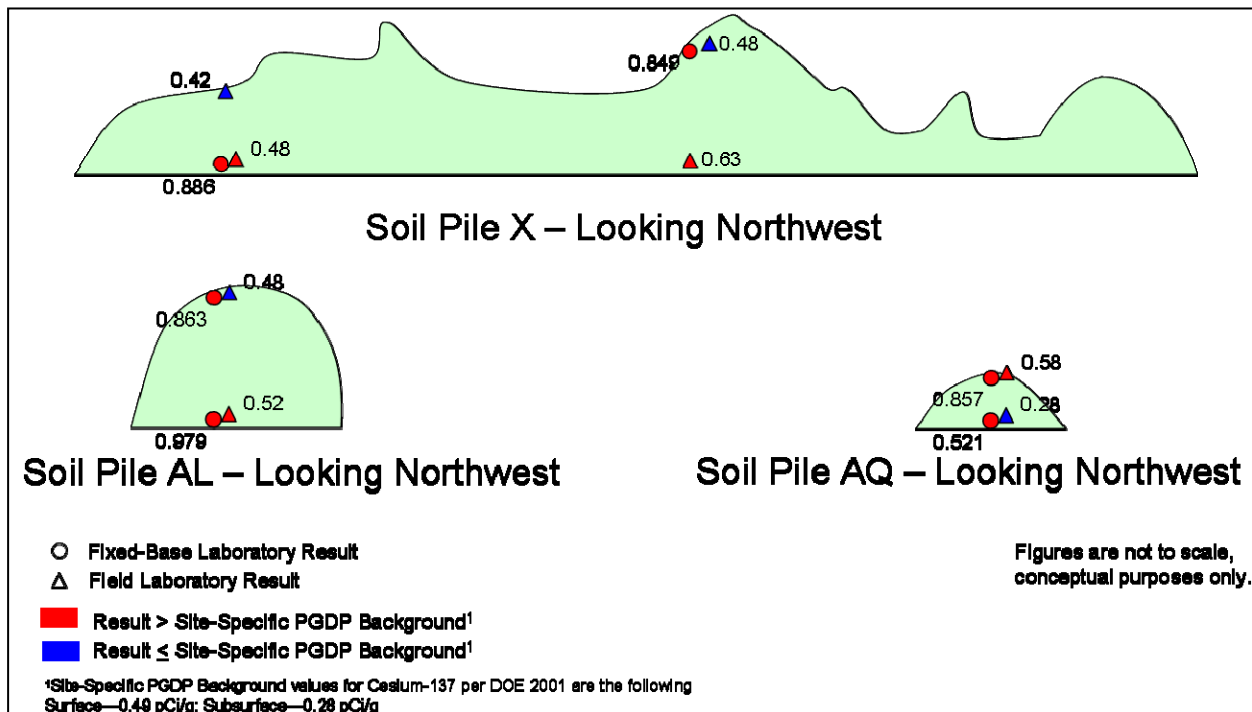 0.42
0.48
0.886
0.48
0.63
Soil Pile X – Looking Northwest
0.48
0.863
0.52
0.979
Soil Pile AL – Looking Northwest
0.58
0.857
0.28
0.521
Soil Pile AQ – Looking Northwest
Fixed-Base Laboratory Result
Field Laboratory Result
Result > Site-Specific PGDP Background¹
Result ≤ Site-Specific PGDP Background¹
Figures are not to scale,
conceptual purposes only.
¹Site-Specific PGDP Background values for Cesium-137 per DOE 2001 are the following
Surface—0.49 pCi/g; Subsurface—0.28 pCi/g